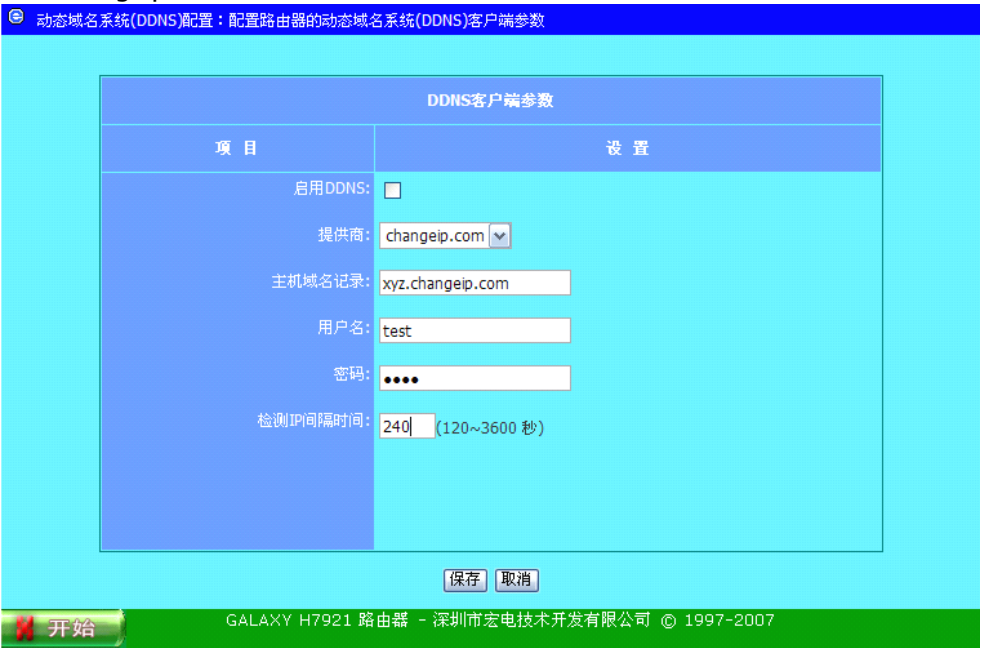 动态域名系统(DDNS)配置：配置路由器的动态域名系统(DDNS)客户端参数
DDNS客户端参数
项 目 设 置
启用DDNS:
提供商: changeip.com
主机域名记录: xyz.changeip.com
用户名: test
密码: ●●●●
检测IP间隔时间: 240 (120~3600 秒)
保存 取消
开始 GALAXY H7921 路由器 - 深圳市宏电技术开发有限公司 © 1997-2007